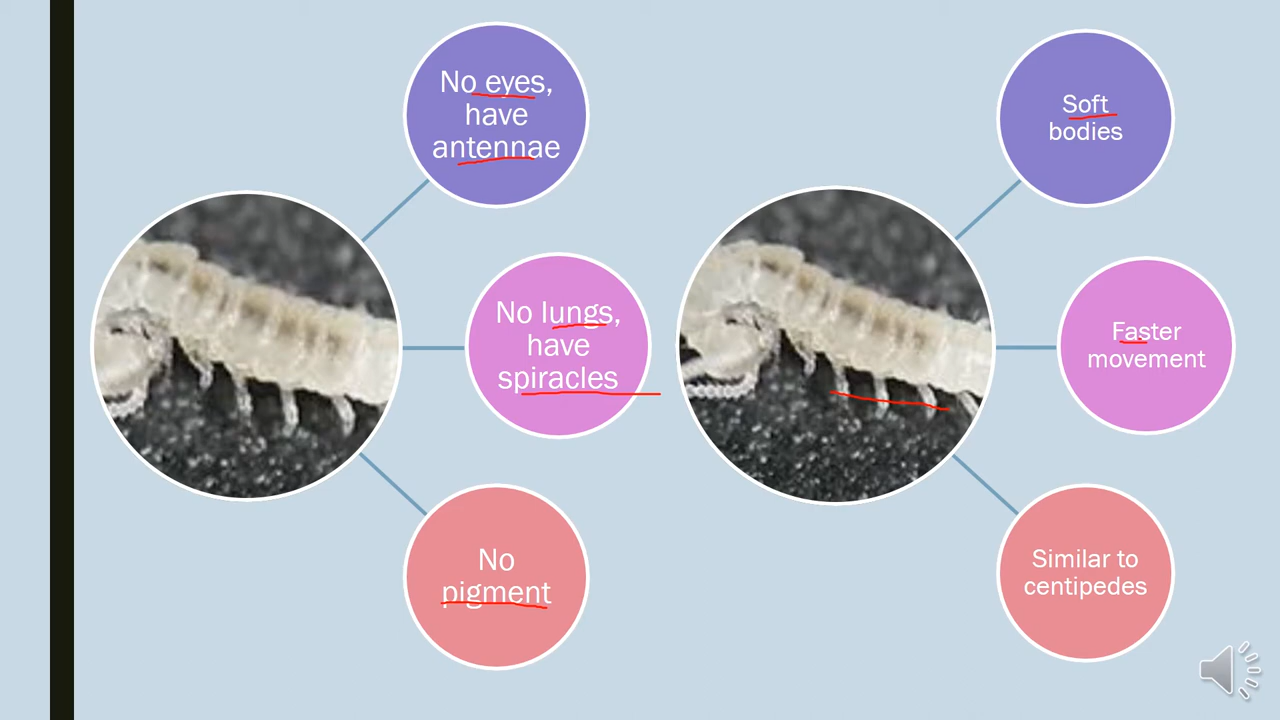 No eyes,
have
antennae
No lungs,
have
spiracles
No
pigment
Soft
bodies
Faster
movement
Similar to
centipedes